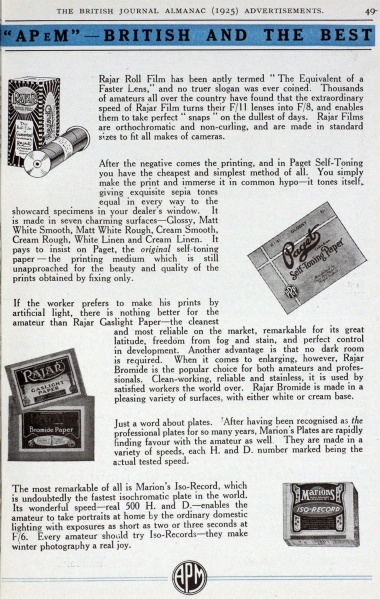 THE BRITISH JOURNAL ALMANAC (1925) ADVERTISEMENTS. 49
"APEM"—BRITISH AND THE BEST
Rajar Roll Film has been aptly termed "The Equivalent of a
Faster Lens," and no truer slogan was ever coined. Thousands
of amateurs all over the country have found that the extraordinary
speed of Rajar Film turns their F/11 lenses into F/8, and enables
them to take perfect "snaps" on the dullest of days. Rajar Films
are orthochromatic and non-curling, and are made in standard
sizes to fit all makes of cameras.
RAJAR
After the negative comes the printing, and in Paget Self-Toning
you have the cheapest and simplest method of all. You simply
make the print and immerse it in common hypo—it tones itself,
giving exquisite sepia tones
equal in every way to the
showcard specimens in your dealer's window. It
is made in seven charming surfaces—Glossy, Matt
White Smooth, Matt White Rough, Cream Smooth,
Cream Rough, White Linen and Cream Linen. It
pays to insist on Paget, the original self-toning
paper—the printing medium which is still
unapproached for the beauty and quality of the
prints obtained by fixing only.
Paget
Self-Toning
Paper
APM
If the worker prefers to make his prints by
artificial light, there is nothing better for the
amateur than Rajar Gaslight Paper—the cleanest
and most reliable on the market, remarkable for its great
latitude, freedom from fog and stain, and perfect control
in development. Another advantage is that no dark room
is required. When it comes to enlarging, however, Rajar
Bromide is the popular choice for both amateurs and profes-
sionals. Clean-working, reliable and stainless, it is used by
satisfied workers the world over. Rajar Bromide is made in a
pleasing variety of surfaces, with either white or cream base.
RAJAR
GASLIGHT
PAPER
Bromide Paper
Just a word about plates. After having been recognised as the
professional plates for so many years, Marion's Plates are rapidly
finding favour with the amateur as well. They are made in a
variety of speeds, each H. and D. number marked being the
actual tested speed.
The most remarkable of all is Marion's Iso-Record, which
is undoubtedly the fastest isochromatic plate in the world.
Its wonderful speed—real 500 H. and D.—enables the
amateur to take portraits at home by the ordinary domestic
lighting with exposures as short as two or three seconds at
F/6. Every amateur should try Iso-Records—they make
winter photography a real joy.
Marions
ISO-RECORD
APM